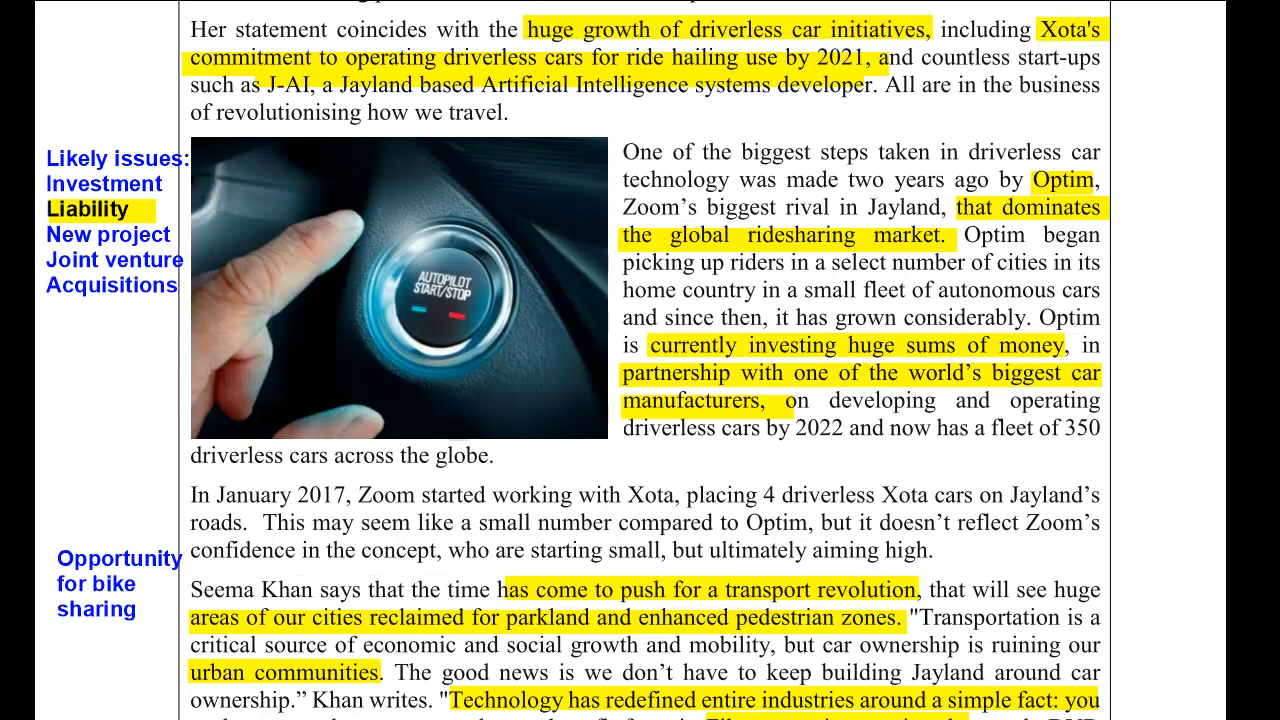 Her statement coincides with the huge growth of driverless car initiatives, including Xota's
commitment to operating driverless cars for ride hailing use by 2021, and countless start-ups
such as J-AI, a Jayland based Artificial Intelligence systems developer. All are in the business
of revolutionising how we travel.
Likely issues:
Investment
Liability
New project
Joint venture
Acquisitions
AUTOPILOT
START/STOP
One of the biggest steps taken in driverless car
technology was made two years ago by Optim,
Zoom’s biggest rival in Jayland, that dominates
the global ridesharing market. Optim began
picking up riders in a select number of cities in its
home country in a small fleet of autonomous cars
and since then, it has grown considerably. Optim
is currently investing huge sums of money, in
partnership with one of the world’s biggest car
manufacturers, on developing and operating
driverless cars by 2022 and now has a fleet of 350
driverless cars across the globe.
In January 2017, Zoom started working with Xota, placing 4 driverless Xota cars on Jayland’s
roads. This may seem like a small number compared to Optim, but it doesn’t reflect Zoom’s
confidence in the concept, who are starting small, but ultimately aiming high.
Opportunity
for bike
sharing
Seema Khan says that the time has come to push for a transport revolution, that will see huge
areas of our cities reclaimed for parkland and enhanced pedestrian zones. "Transportation is a
critical source of economic and social growth and mobility, but car ownership is ruining our
urban communities. The good news is we don’t have to keep building Jayland around car
ownership.” Khan writes. "Technology has redefined entire industries around a simple fact: you